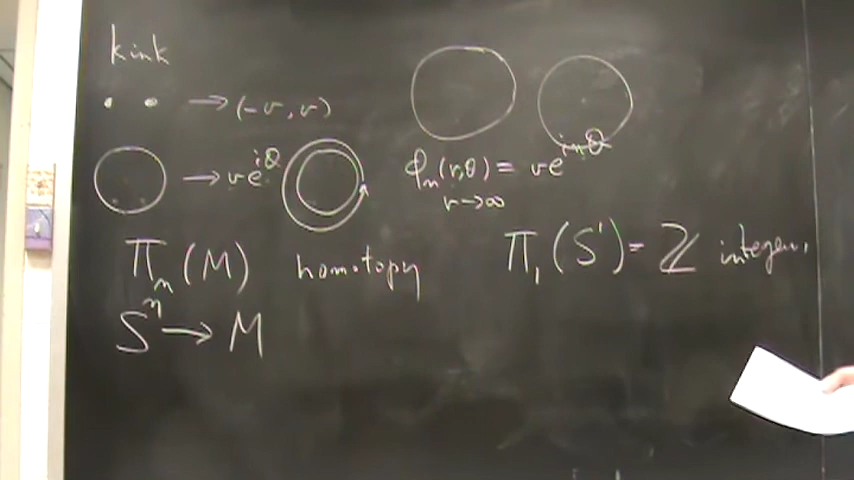 kink
→ (-v, v)
→ ve^{iθ}
φ_n(r,θ) = ve^{inθ}
r→∞
Π_n(M) homotopy
Π_1(S^1) = ℤ integers
S^n → M